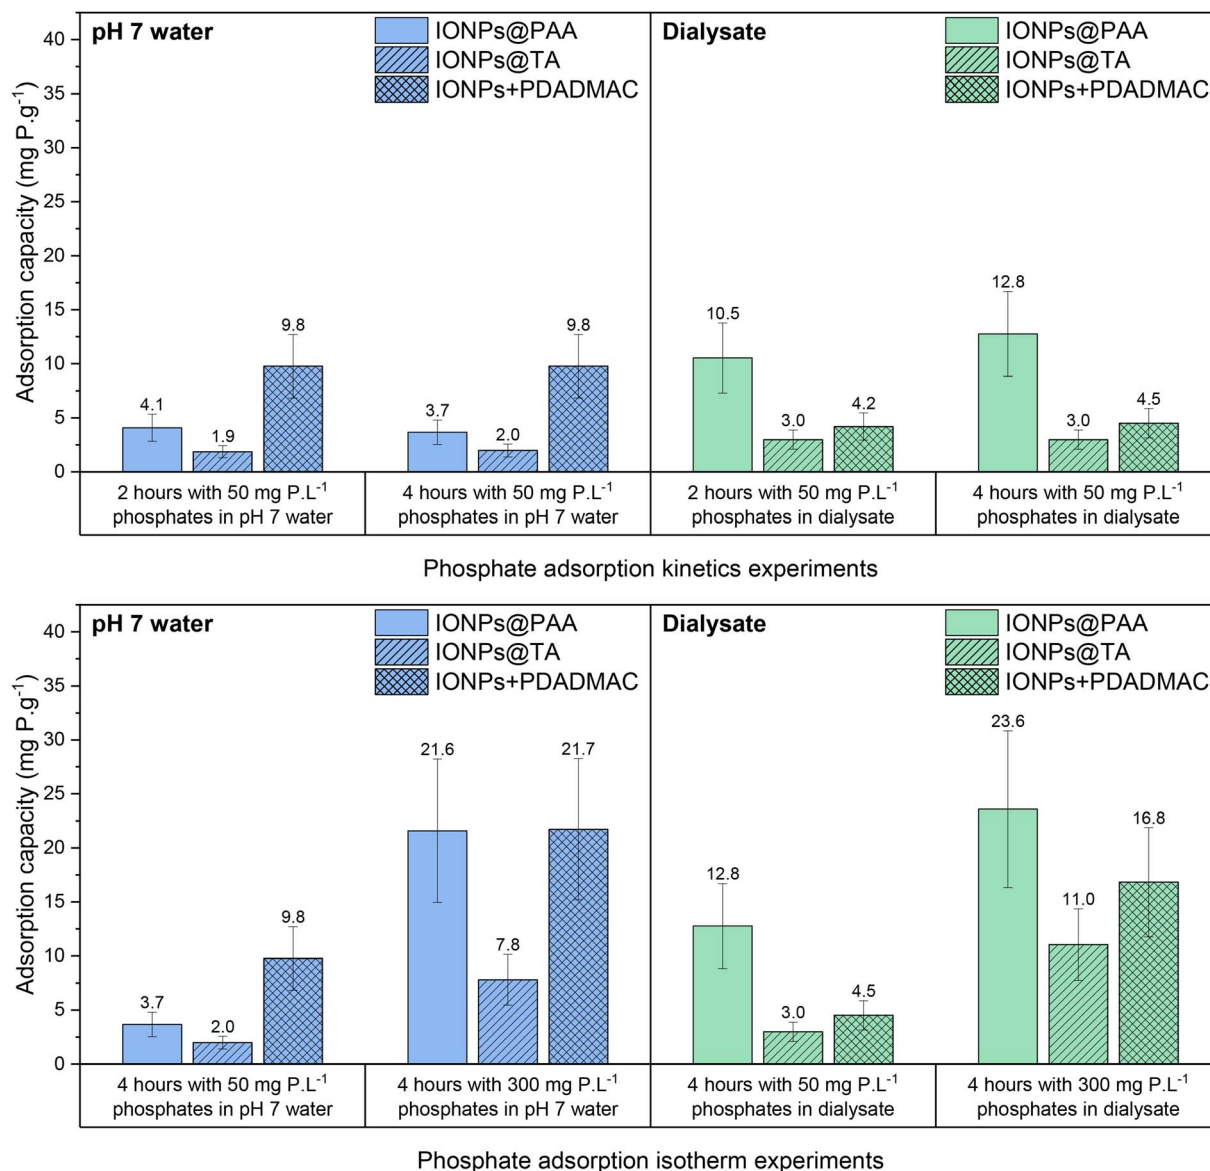 pH 7 water
IONPs@PAA
IONPs@TA
IONPs+PDADMAC
Dialysate
IONPs@PAA
IONPs@TA
IONPs+PDADMAC
Adsorption capacity (mg P.g⁻¹)
40
35
30
25
20
15
10
5
0
4.1
1.9
9.8
3.7
2.0
9.8
10.5
3.0
4.2
12.8
3.0
4.5
2 hours with 50 mg P.L⁻¹
phosphates in pH 7 water
4 hours with 50 mg P.L⁻¹
phosphates in pH 7 water
2 hours with 50 mg P.L⁻¹
phosphates in dialysate
4 hours with 50 mg P.L⁻¹
phosphates in dialysate
Phosphate adsorption kinetics experiments
pH 7 water
IONPs@PAA
IONPs@TA
IONPs+PDADMAC
Dialysate
IONPs@PAA
IONPs@TA
IONPs+PDADMAC
Adsorption capacity (mg P.g⁻¹)
40
35
30
25
20
15
10
5
0
3.7
2.0
9.8
21.6
7.8
21.7
12.8
3.0
4.5
23.6
11.0
16.8
4 hours with 50 mg P.L⁻¹
phosphates in pH 7 water
4 hours with 300 mg P.L⁻¹
phosphates in pH 7 water
4 hours with 50 mg P.L⁻¹
phosphates in dialysate
4 hours with 300 mg P.L⁻¹
phosphates in dialysate
Phosphate adsorption isotherm experiments